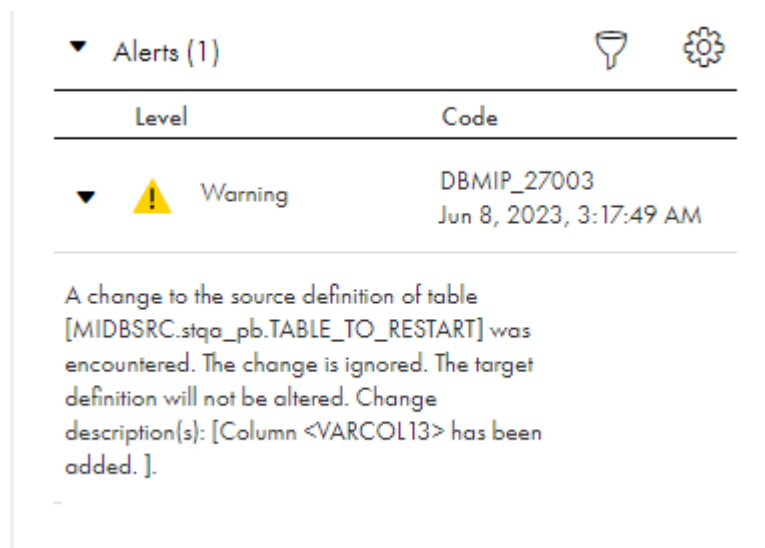 Alerts (1)
Level Code
Warning DBMIP_27003
Jun 8, 2023, 3:17:49 AM
A change to the source definition of table
[MIDBSRC.stqa_pb.TABLE_TO_RESTART] was
encountered. The change is ignored. The target
definition will not be altered. Change
description(s): [Column <VARCOL13> has been
added. ].